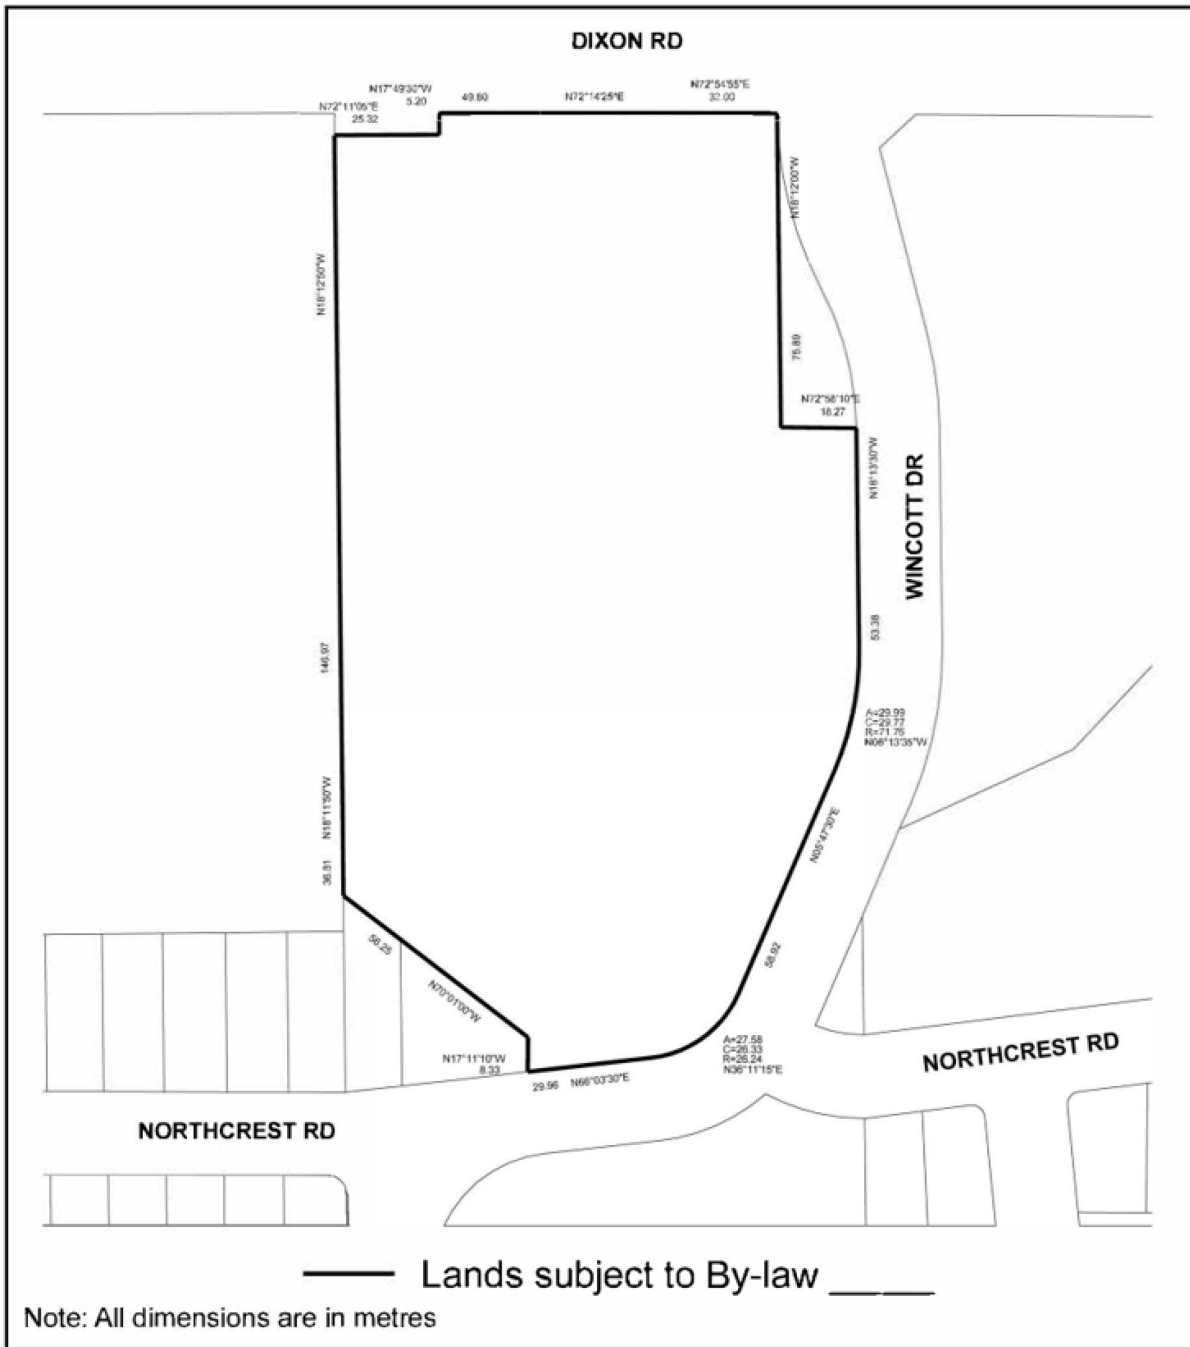 DIXON RD
N17°49'30"W
5.20
49.80
N72°14'25"E
N72°54'55"E
32.00
N72°11'05"E
25.32
N18°12'00"W
N18°12'50"W
75.89
N72°58'10"E
18.27
N18°13'30"W
WINCOTT DR
53.38
146.97
A=29.99
C=29.77
R=71.75
N06°13'35"W
N18°11'50"W
36.81
N05°47'30"E
56.25
58.92
N70°01'00"W
N17°11'10"W
8.33
29.96
N66°03'30"E
A=27.58
C=26.33
R=26.24
N36°11'15"E
NORTHCREST RD
NORTHCREST RD
Lands subject to By-law ____ ____
Note: All dimensions are in metres